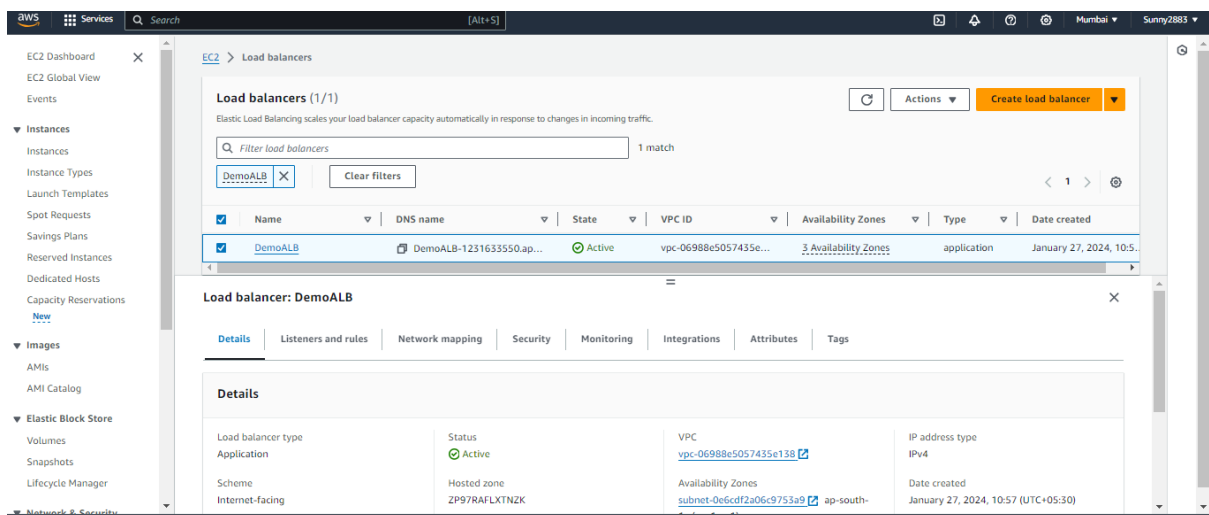 aws Services Search [Alt+S] Mumbai Sunny2883
EC2 Dashboard
EC2 Global View
Events
Instances
Instances
Instance Types
Launch Templates
Spot Requests
Savings Plans
Reserved Instances
Dedicated Hosts
Capacity Reservations
New
Images
AMIs
AMI Catalog
Elastic Block Store
Volumes
Snapshots
Lifecycle Manager
Network & Security
EC2 > Load balancers
Load balancers (1/1) Actions Create load balancer
Elastic Load Balancing scales your load balancer capacity automatically in response to changes in incoming traffic.
Filter load balancers 1 match
DemoALB Clear filters
1
Name DNS name State VPC ID Availability Zones Type Date created
DemoALB DemoALB-1231633550.ap... Active vpc-06988e5057435e... 3 Availability Zones application January 27, 2024, 10:5...
Load balancer: DemoALB
Details Listeners and rules Network mapping Security Monitoring Integrations Attributes Tags
Details
Load balancer type Status VPC IP address type
Application Active vpc-06988e5057435e138 IPv4
Scheme Hosted zone Availability Zones Date created
Internet-facing ZP97RAFLXTNZK subnet-0e6cdf2a06c9753a9 ap-south- January 27, 2024, 10:57 (UTC+05:30)